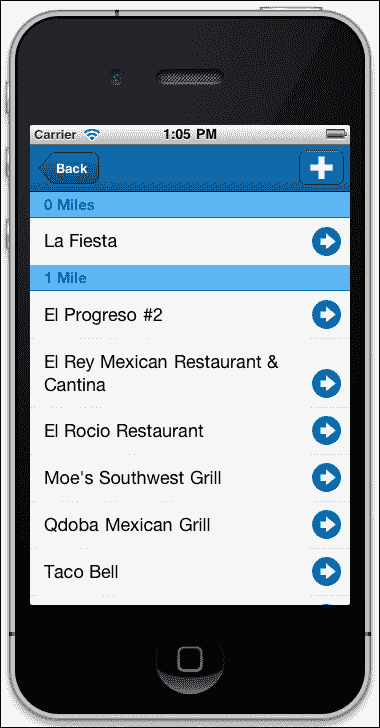 Carrier 1:05 PM
Back
0 Miles
La Fiesta
1 Mile
El Progreso #2
El Rey Mexican Restaurant &
Cantina
El Rocio Restaurant
Moe's Southwest Grill
Qdoba Mexican Grill
Taco Bell